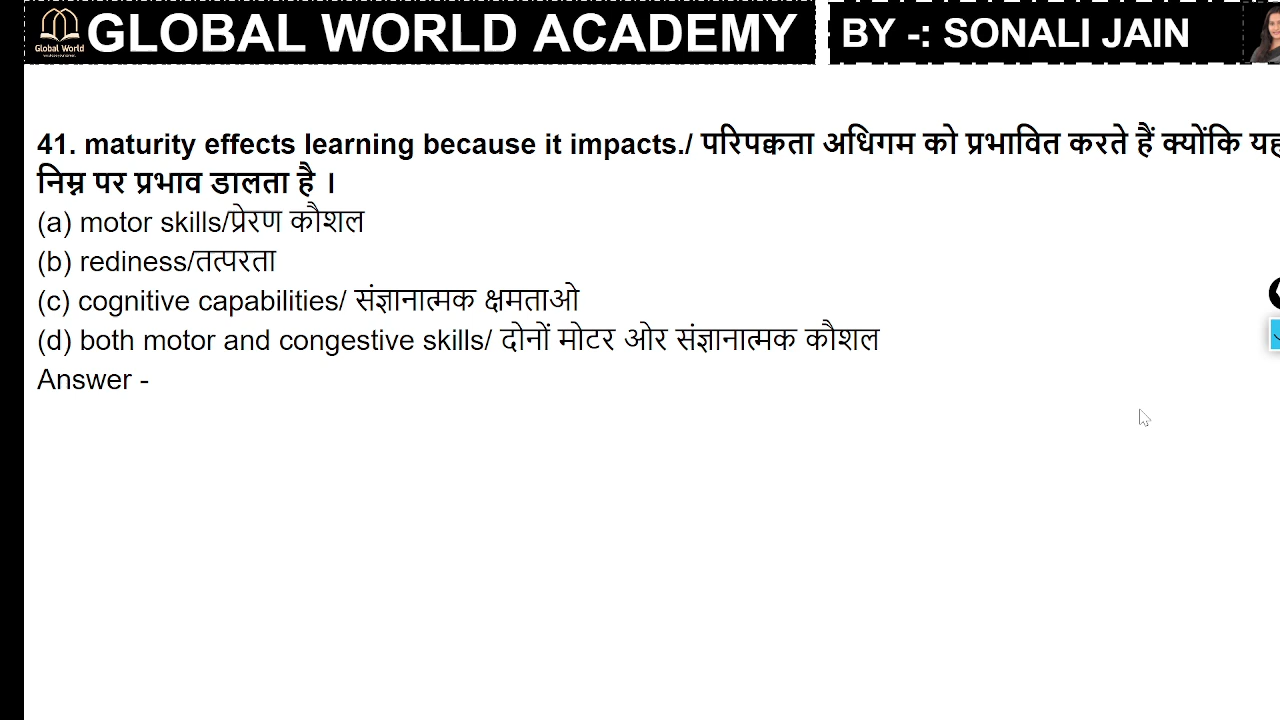 GLOBAL WORLD ACADEMY
BY -: SONALI JAIN
Global World
41. maturity effects learning because it impacts./ परिपक्वता अधिगम को प्रभावित करते हैं क्योंकि यह
निम्न पर प्रभाव डालता है ।
(a) motor skills/प्रेरण कौशल
(b) rediness/तत्परता
(c) cognitive capabilities/ संज्ञानात्मक क्षमताओ
(d) both motor and congestive skills/ दोनों मोटर ओर संज्ञानात्मक कौशल
Answer -